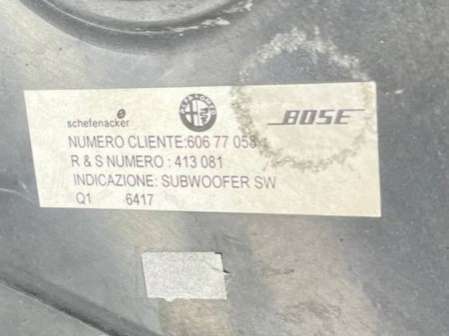 schefenacker BOSE
NUMERO CLIENTE:606 77 058
R & S NUMERO : 413 081
INDICAZIONE: SUBWOOFER SW
Q1 6417